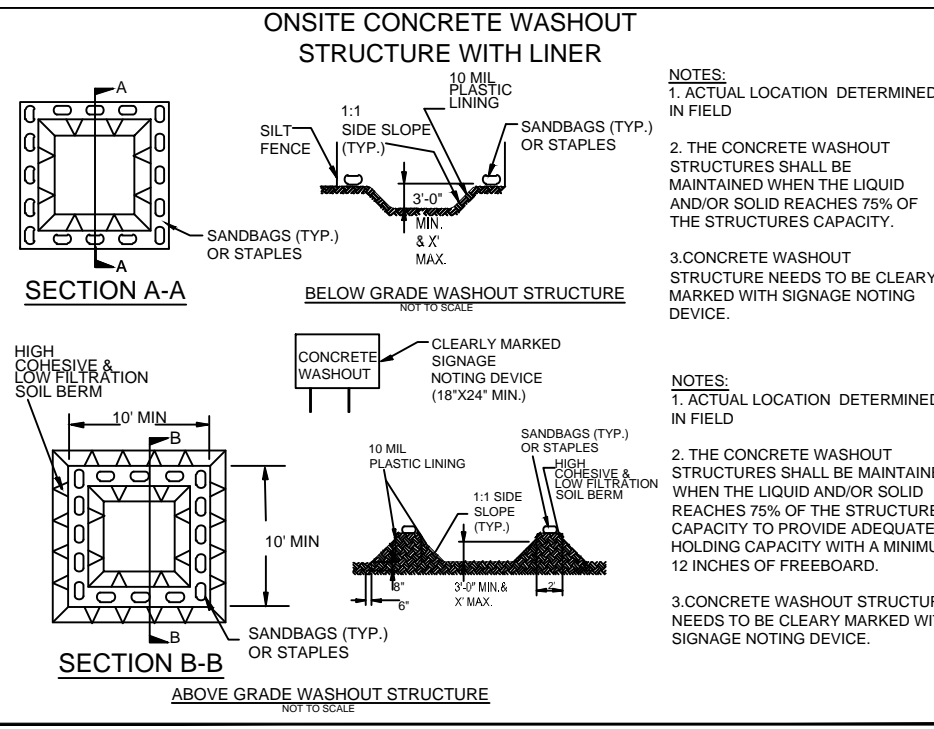 ONSITE CONCRETE WASHOUT
STRUCTURE WITH LINER
A
A
SANDBAGS (TYP.)
OR STAPLES
SECTION A-A
SILT
FENCE
1:1
SIDE SLOPE
(TYP.)
10 MIL
PLASTIC
LINING
SANDBAGS (TYP.)
OR STAPLES
3'-0"
MIN.
& X'
MAX.
BELOW GRADE WASHOUT STRUCTURE
NOT TO SCALE
NOTES:
1. ACTUAL LOCATION DETERMINED
IN FIELD
2. THE CONCRETE WASHOUT
STRUCTURES SHALL BE
MAINTAINED WHEN THE LIQUID
AND/OR SOLID REACHES 75% OF
THE STRUCTURES CAPACITY.
3.CONCRETE WASHOUT
STRUCTURE NEEDS TO BE CLEARY
MARKED WITH SIGNAGE NOTING
DEVICE.
CONCRETE
WASHOUT
CLEARLY MARKED
SIGNAGE
NOTING DEVICE
(18"X24" MIN.)
HIGH
COHESIVE &
LOW FILTRATION
SOIL BERM
10' MIN
B
10' MIN
B
SANDBAGS (TYP.)
OR STAPLES
SECTION B-B
10 MIL
PLASTIC LINING
1:1 SIDE
SLOPE
(TYP.)
SANDBAGS (TYP.)
OR STAPLES
HIGH
COHESIVE &
LOW FILTRATION
SOIL BERM
8"
6"
3'-0" MIN.&
X' MAX.
2'
ABOVE GRADE WASHOUT STRUCTURE
NOT TO SCALE
NOTES:
1. ACTUAL LOCATION DETERMINED
IN FIELD
2. THE CONCRETE WASHOUT
STRUCTURES SHALL BE MAINTAINE
WHEN THE LIQUID AND/OR SOLID
REACHES 75% OF THE STRUCTURE
CAPACITY TO PROVIDE ADEQUATE
HOLDING CAPACITY WITH A MINIMU
12 INCHES OF FREEBOARD.
3.CONCRETE WASHOUT STRUCTUR
NEEDS TO BE CLEARY MARKED WI
SIGNAGE NOTING DEVICE.